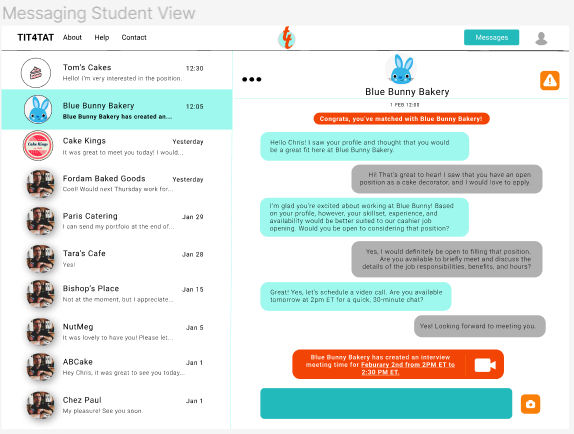 Messaging Student View
TIT4TAT
About
Help
Contact
Messages
Tom's Cakes
12:30
Hello! I'm very interested in the position.
Blue Bunny Bakery
12:05
Blue Bunny Bakery has created an...
Cake Kings
Yesterday
It was great to meet you today! I would...
Fordam Baked Goods
Yesterday
Cool! Would next Thursday work for...
Paris Catering
Jan 29
I can send my portfolio at the end of...
Tara's Cafe
Jan 28
Yes!
Bishop's Place
Jan 15
Not at the moment, but I appreciate...
NutMeg
Jan 5
It was lovely to have you! Please let...
ABCake
Jan 1
Hey Chris, it was great to see you today...
Chez Paul
Jan 1
My pleasure! See you soon.
Blue Bunny Bakery
1 FEB 12:00
Congrats, you've matched with Blue Bunny Bakery!
Hello Chris! I saw your profile and thought that you would
be a great fit here at Blue Bunny Bakery.
Hi! That's great to hear! I saw that you have an open
position as a cake decorator, and I would love to apply
I'm glad you're excited about working at Blue Bunny! Based
on your profile, however, your skillset, experience, and
availability would be better suited to our cashier job
opening. Would you be open to considering that position?
Yes, I would definitely be open to filling that position.
Are you available to briefly meet and discuss the
details of the job responsibilities, benefits, and hours?
Great! Yes, let's schedule a video call. Are you available
tomorrow at 2pm ET for a quick, 30-minute chat?
Yes! Looking forward to meeting you.
Blue Bunny Bakery has created an interview
meeting time for Feburary 2nd from 2PM ET to
2:30 PM ET.